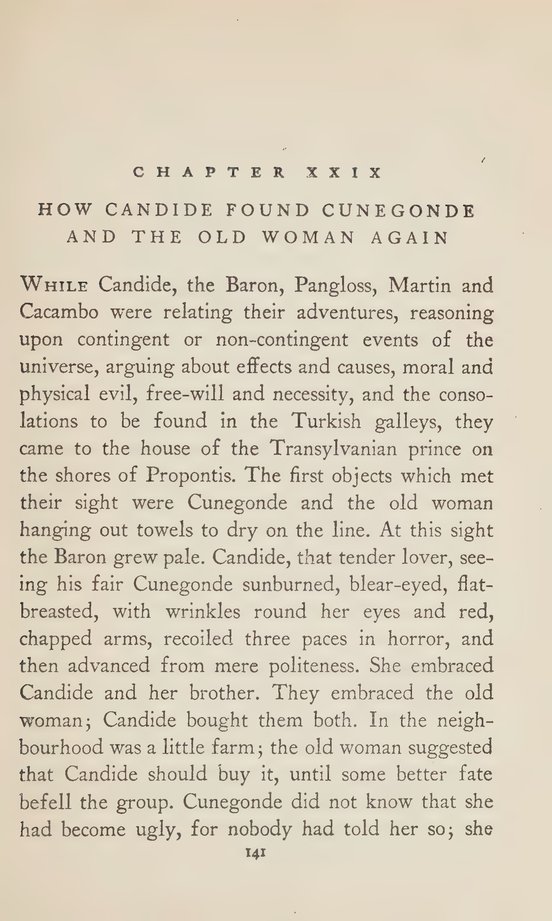 CHAPTER XXIX
HOW CANDIDE FOUND CUNEGONDE
AND THE OLD WOMAN AGAIN
WHILE Candide, the Baron, Pangloss, Martin and
Cacambo were relating their adventures, reasoning
upon contingent or non-contingent events of the
universe, arguing about effects and causes, moral and
physical evil, free-will and necessity, and the conso-
lations to be found in the Turkish galleys, they
came to the house of the Transylvanian prince on
the shores of Propontis. The first objects which met
their sight were Cunegonde and the old woman
hanging out towels to dry on the line. At this sight
the Baron grew pale. Candide, that tender lover, see-
ing his fair Cunegonde sunburned, blear-eyed, flat-
breasted, with wrinkles round her eyes and red,
chapped arms, recoiled three paces in horror, and
then advanced from mere politeness. She embraced
Candide and her brother. They embraced the old
woman; Candide bought them both. In the neigh-
bourhood was a little farm; the old woman suggested
that Candide should buy it, until some better fate
befell the group. Cunegonde did not know that she
had become ugly, for nobody had told her so; she
141